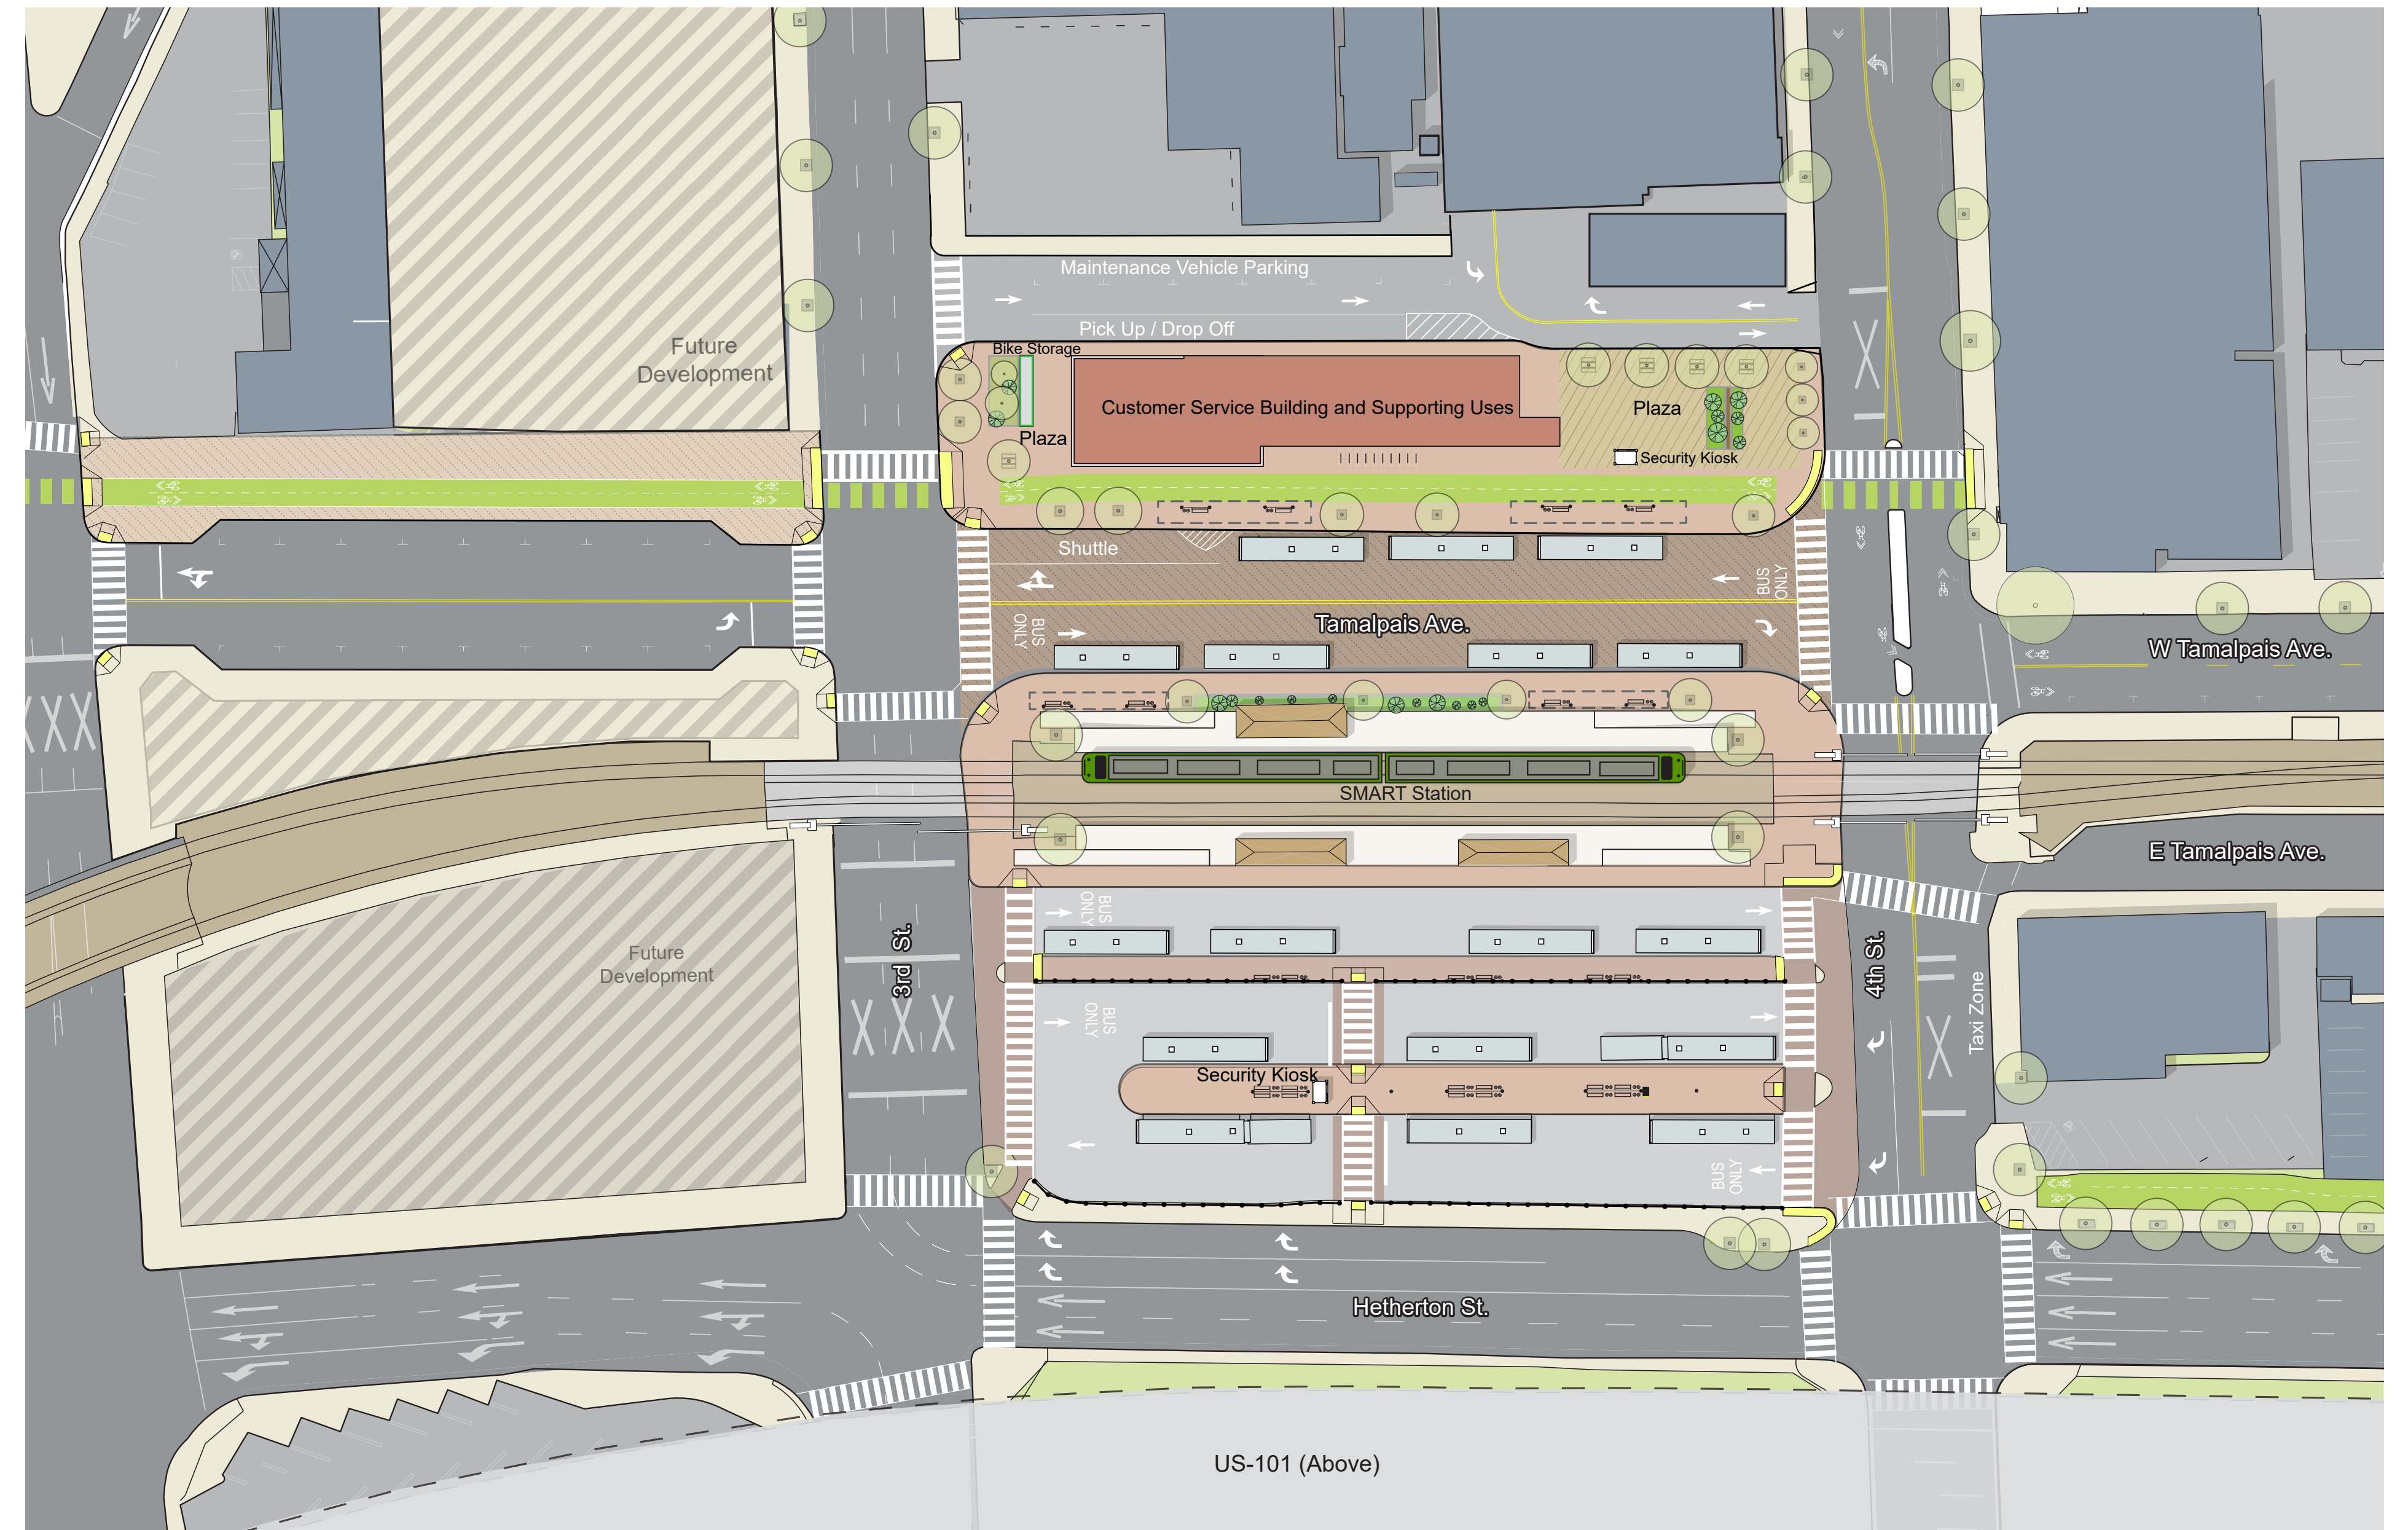 Maintenance Vehicle Parking
Pick Up / Drop Off
Future
Development
Bike Storage
Customer Service Building and Supporting Uses
Plaza
Plaza
Security Kiosk
Shuttle
BUS
ONLY
BUS
ONLY
Tamalpais Ave.
W Tamalpais Ave.
SMART Station
E Tamalpais Ave.
BUS
ONLY
3rd St.
4th St.
Taxi Zone
Future
Development
BUS
ONLY
Security Kiosk
BUS
ONLY
Hetherton St.
US-101 (Above)